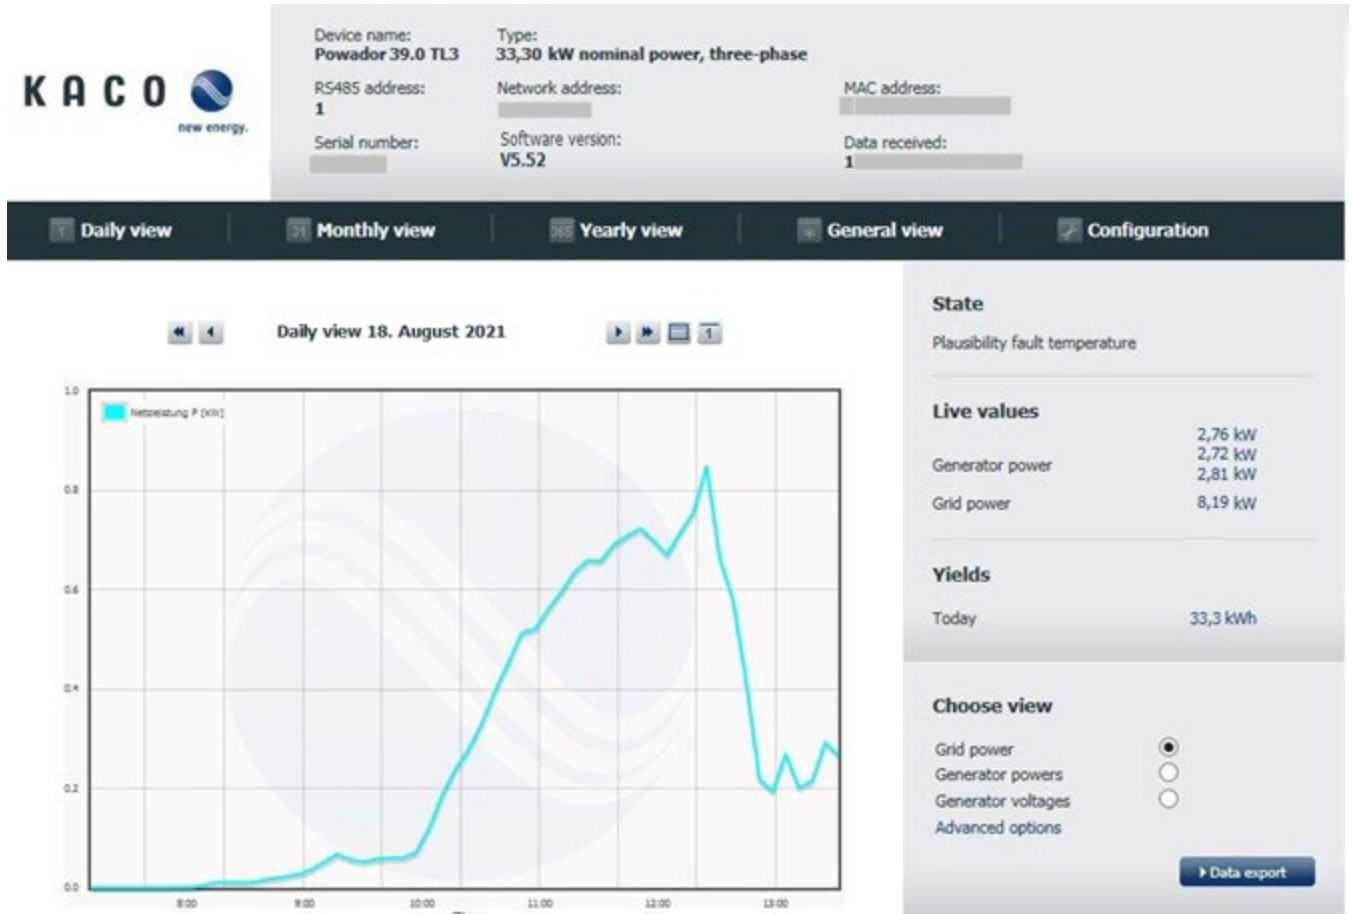 KACO
new energy.
Device name:
Powador 39.0 TL3
Type:
33,30 kW nominal power, three-phase
RS485 address:
1
Network address:
MAC address:
Serial number:
Software version:
V5.52
Data received:
1
1 Daily view
31 Monthly view
365 Yearly view
General view
Configuration
Daily view 18. August 2021
1
State
Plausibility fault temperature
Live values
Generator power
2,76 kW
2,72 kW
2,81 kW
Grid power 8,19 kW
Yields
Today 33,3 kWh
Choose view
Grid power
Generator powers
Generator voltages
Advanced options
Data export
Netzleistung P [kW]
1.0
0.8
0.6
0.4
0.2
0.0
8:00 9:00 10:00 11:00 12:00 13:00